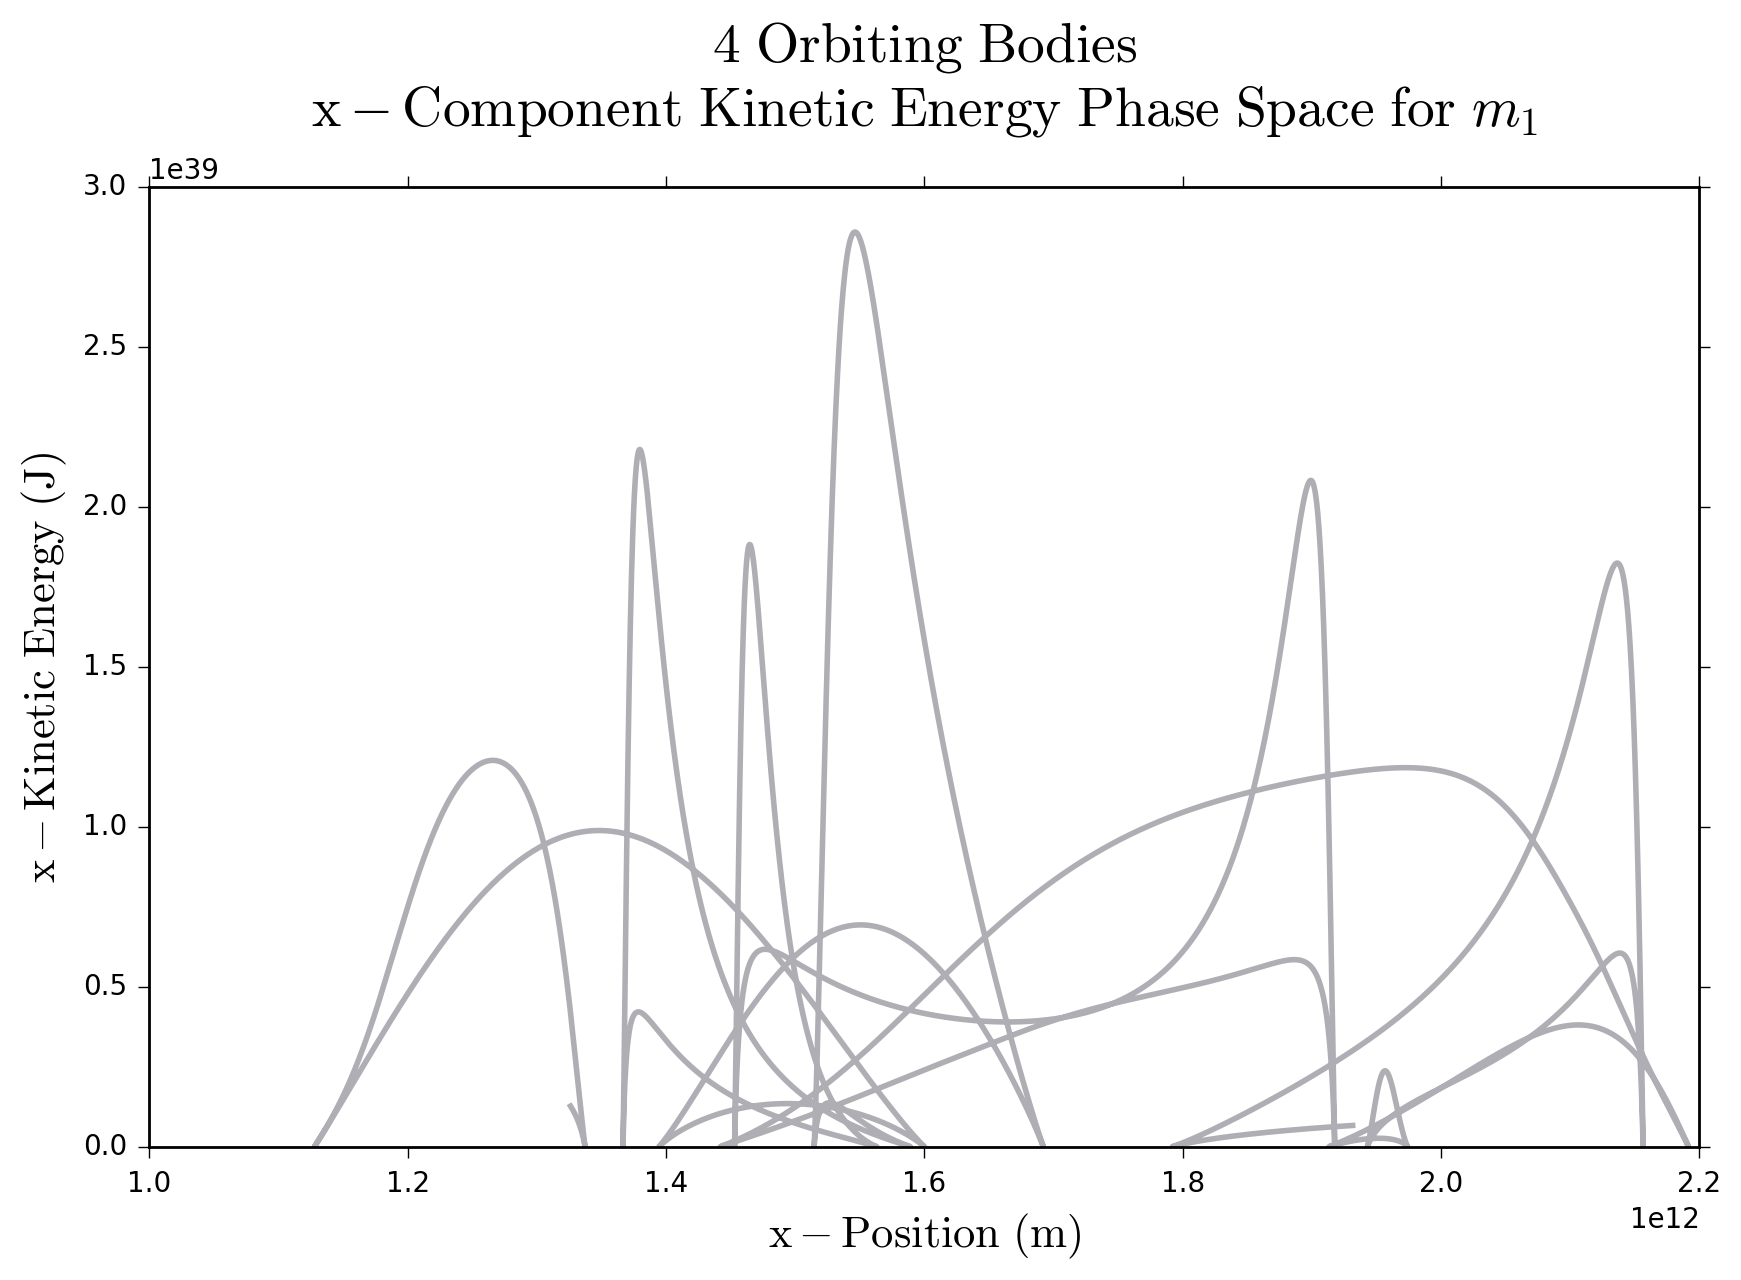 4 Orbiting Bodies
x − Component Kinetic Energy Phase Space for m₁
1e39
3.0
2.5
2.0
1.5
1.0
0.5
0.0
x − Kinetic Energy (J)
1.0 1.2 1.4 1.6 1.8 2.0 2.2
1e12
x − Position (m)